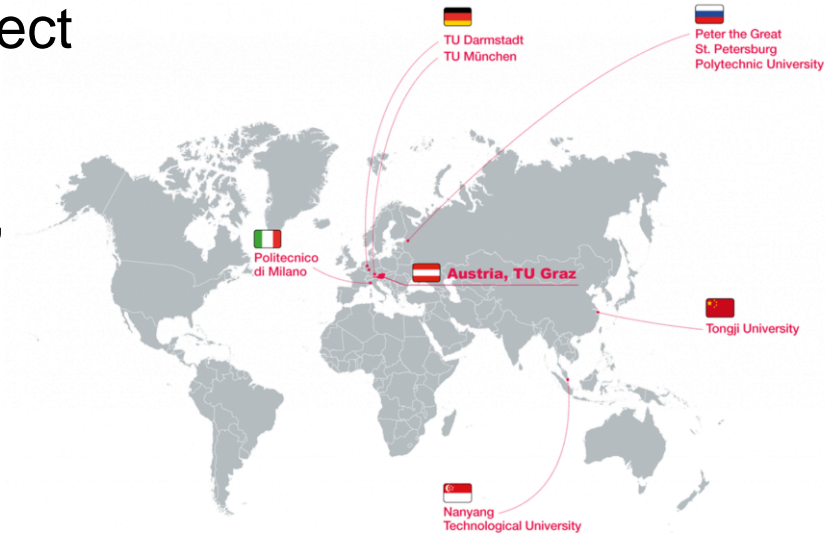 ect
TU Darmstadt
TU München
Peter the Great
St. Petersburg
Polytechnic University
Politecnico
di Milano
Austria, TU Graz
Tongji University
Nanyang
Technological University